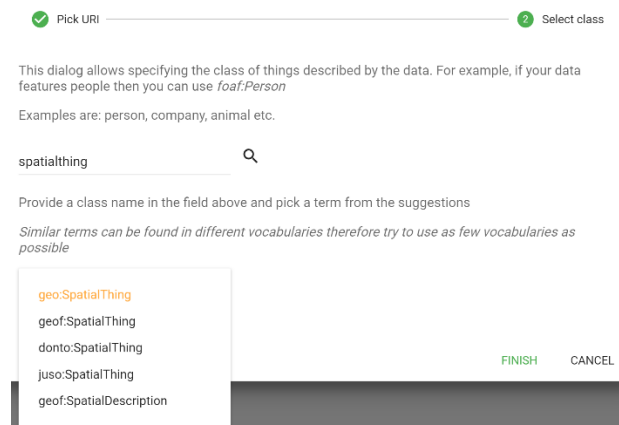 Pick URI
2 Select class
This dialog allows specifying the class of things described by the data. For example, if your data
features people then you can use foaf:Person
Examples are: person, company, animal etc.
spatialthing
Provide a class name in the field above and pick a term from the suggestions
Similar terms can be found in different vocabularies therefore try to use as few vocabularies as
possible
geo:SpatialThing
geof:SpatialThing
donto:SpatialThing
juso:SpatialThing
geof:SpatialDescription
FINISH CANCEL